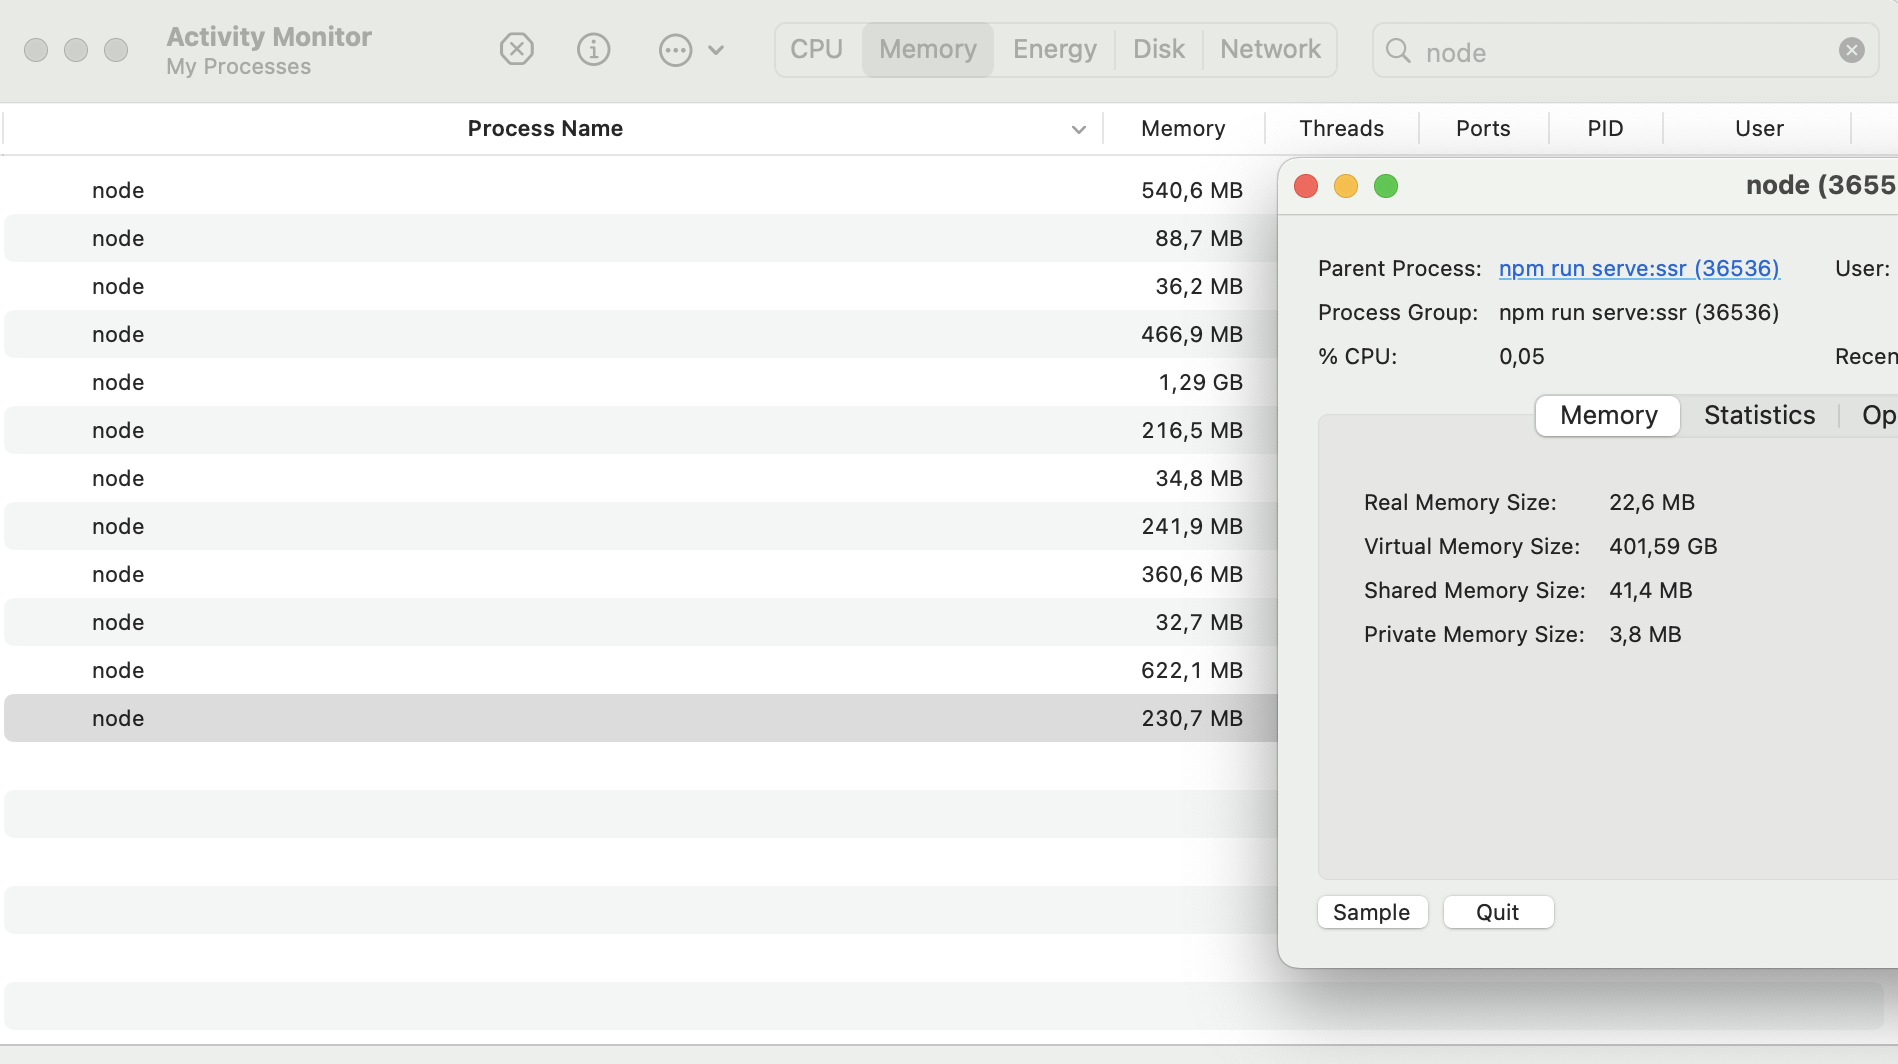 Activity Monitor
My Processes
CPU Memory Energy Disk Network
node
Process Name Memory Threads Ports PID User
node 540,6 MB
node 88,7 MB
node 36,2 MB
node 466,9 MB
node 1,29 GB
node 216,5 MB
node 34,8 MB
node 241,9 MB
node 360,6 MB
node 32,7 MB
node 622,1 MB
node 230,7 MB
node (3655
Parent Process: npm run serve:ssr (36536) User:
Process Group: npm run serve:ssr (36536)
% CPU: 0,05 Recen
Memory Statistics Op
Real Memory Size: 22,6 MB
Virtual Memory Size: 401,59 GB
Shared Memory Size: 41,4 MB
Private Memory Size: 3,8 MB
Sample Quit